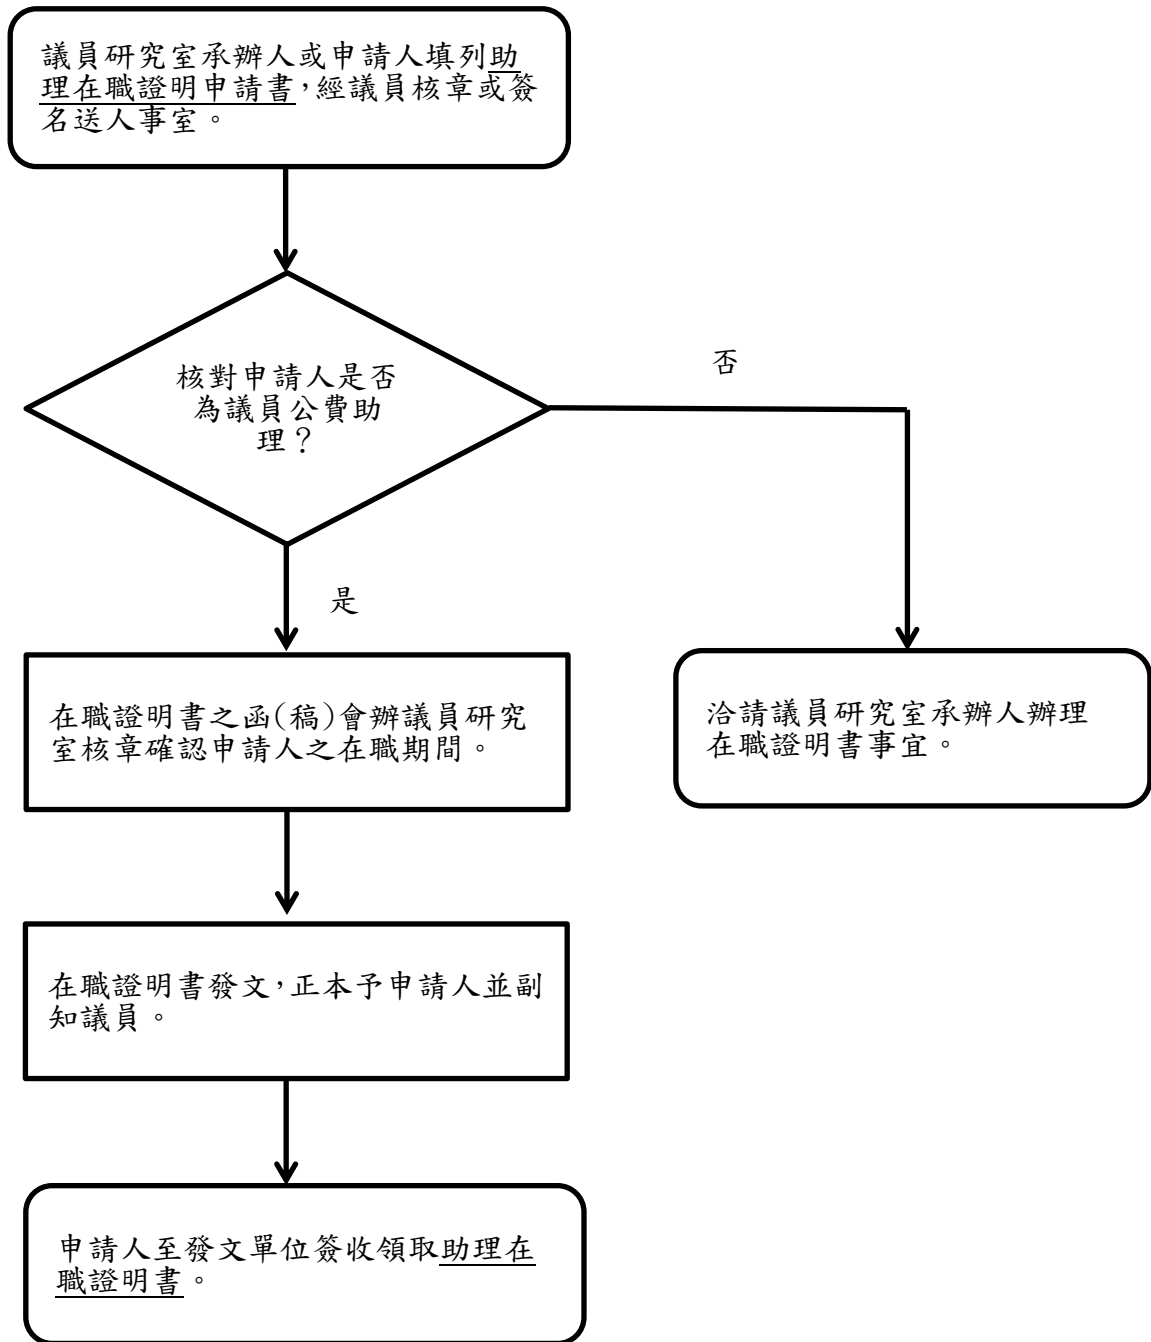 議員研究室承辦人或申請人填列助
理在職證明申請書,經議員核章或簽
名送人事室。
核對申請人是否
為議員公費助
理?
否
是
在職證明書之函(稿)會辦議員研究
室核章確認申請人之在職期間。
洽請議員研究室承辦人辦理
在職證明書事宜。
在職證明書發文,正本予申請人並副
知議員。
申請人至發文單位簽收領取助理在
職證明書。